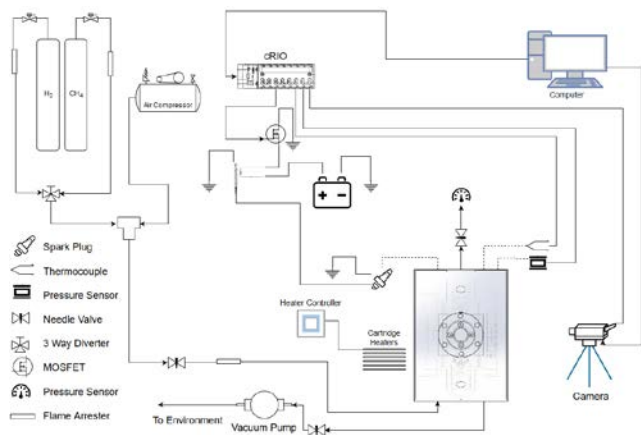 cRIO
H₂
CH₄
Air Compressor
Computer
Spark Plug
Thermocouple
Pressure Sensor
Needle Valve
3 Way Diverter
MOSFET
Pressure Sensor
Flame Arrester
Heater Controller
Cartridge
Heaters
To Environment
Vacuum Pump
Camera